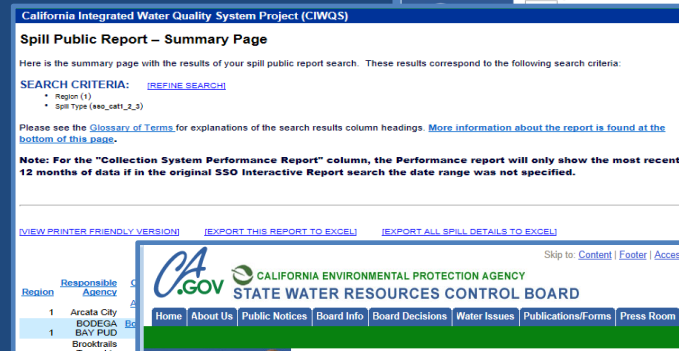 California Integrated Water Quality System Project (CIWQS)
Spill Public Report – Summary Page
Here is the summary page with the results of your spill public report search. These results correspond to the following search criteria:
SEARCH CRITERIA: [REFINE SEARCH]
• Region (1)
• Spill Type (sso_cat1_2_3)
Please see the Glossary of Terms for explanations of the search results column headings. More information about the report is found at the
bottom of this page.
Note: For the "Collection System Performance Report" column, the Performance report will only show the most recent
12 months of data if in the original SSO Interactive Report search the date range was not specified.
[VIEW PRINTER FRIENDLY VERSION] [EXPORT THIS REPORT TO EXCEL] [EXPORT ALL SPILL DETAILS TO EXCEL]
Skip to: Content | Footer |
CA.GOV
CALIFORNIA ENVIRONMENTAL PROTECTION AGENCY
STATE WATER RESOURCES CONTROL BOARD
Home About Us Public Notices Board Info Board Decisions Water Issues Publications/Forms Press Room
Region Responsible
Agency
1 Arcata City
BODEGA
1 BAY PUD
Brooktrails